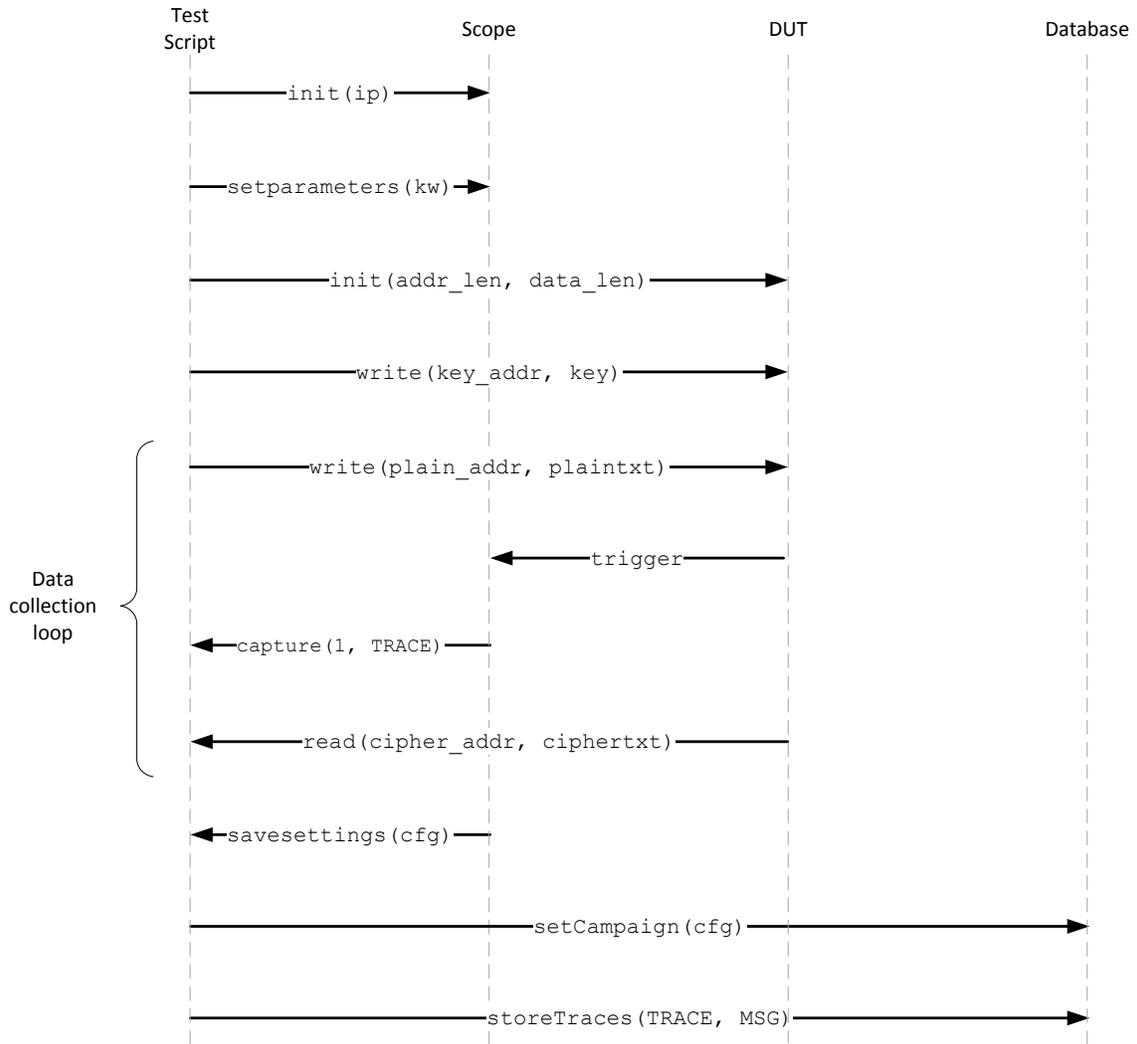 Test
Script
Scope
DUT
Database
init(ip)
setparameters(kw)
init(addr_len, data_len)
write(key_addr, key)
write(plain_addr, plaintxt)
trigger
Data
collection
loop
capture(1, TRACE)
read(cipher_addr, ciphertxt)
savesettings(cfg)
setCampaign(cfg)
storeTraces(TRACE, MSG)